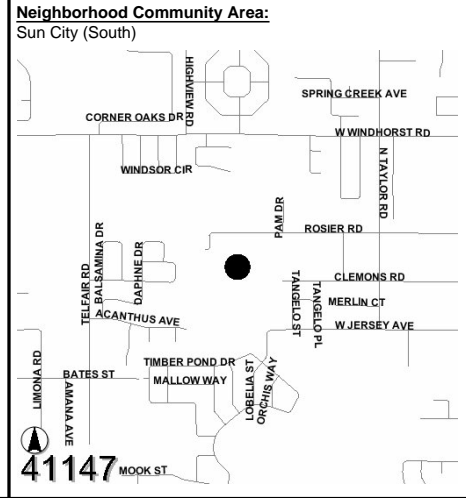 Neighborhood Community Area:
Sun City (South)
HIGHVIEW RD
SPRING CREEK AVE
CORNER OAKS DR
W WINDHORST RD
WINDSOR CIR
N TAYLOR RD
PAM DR
ROSIER RD
BALSAMINA DR
DAPHNE DR
TELFAIR RD
CLEMONS RD
TANGELO ST
TANGELO PL
MERLIN CT
ACANTHUS AVE
W JERSEY AVE
TIMBER POND DR
LIMONA RD
BATES ST
MALLOW WAY
LOBELIA ST
ORCHIS WAY
AMANA AVE
41147
MOOK ST